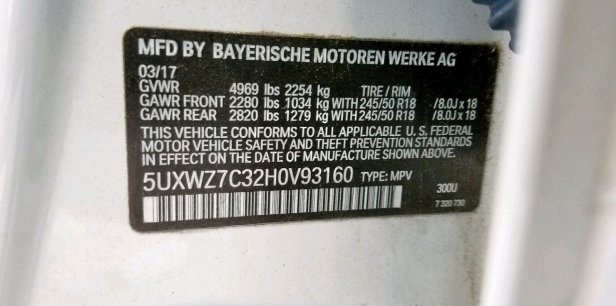 MFD BY BAYERISCHE MOTOREN WERKE AG
03/17
GVWR 4969 lbs 2254 kg TIRE / RIM
GAWR FRONT 2280 lbs 1034 kg WITH 245/50 R18 /8.0J x 18
GAWR REAR 2820 lbs 1279 kg WITH 245/50 R18 /8.0J x 18
THIS VEHICLE CONFORMS TO ALL APPLICABLE U. S. FEDERAL
MOTOR VEHICLE SAFETY AND THEFT PREVENTION STANDARDS
IN EFFECT ON THE DATE OF MANUFACTURE SHOWN ABOVE.
5UXWZ7C32H0V93160 TYPE: MPV
300U
7 320 730